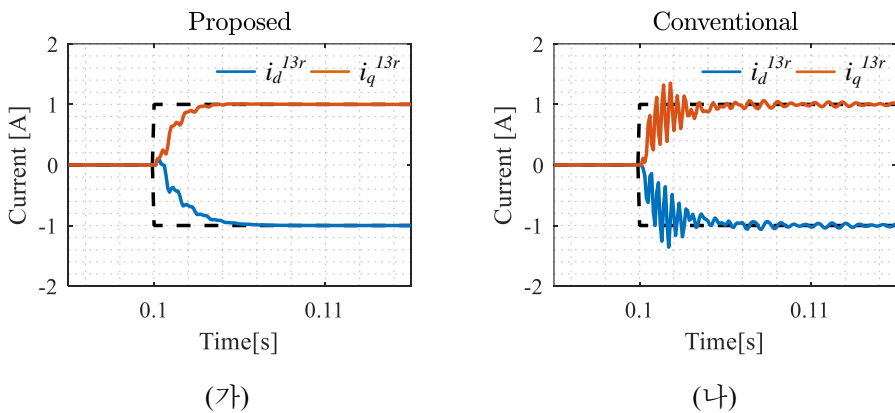 Proposed
2
1
0
-1
-2
Current [A]
i_d^13r
i_q^13r
0.1
0.11
Time[s]
(가)
Conventional
2
1
0
-1
-2
Current [A]
i_d^13r
i_q^13r
0.1
0.11
Time[s]
(나)